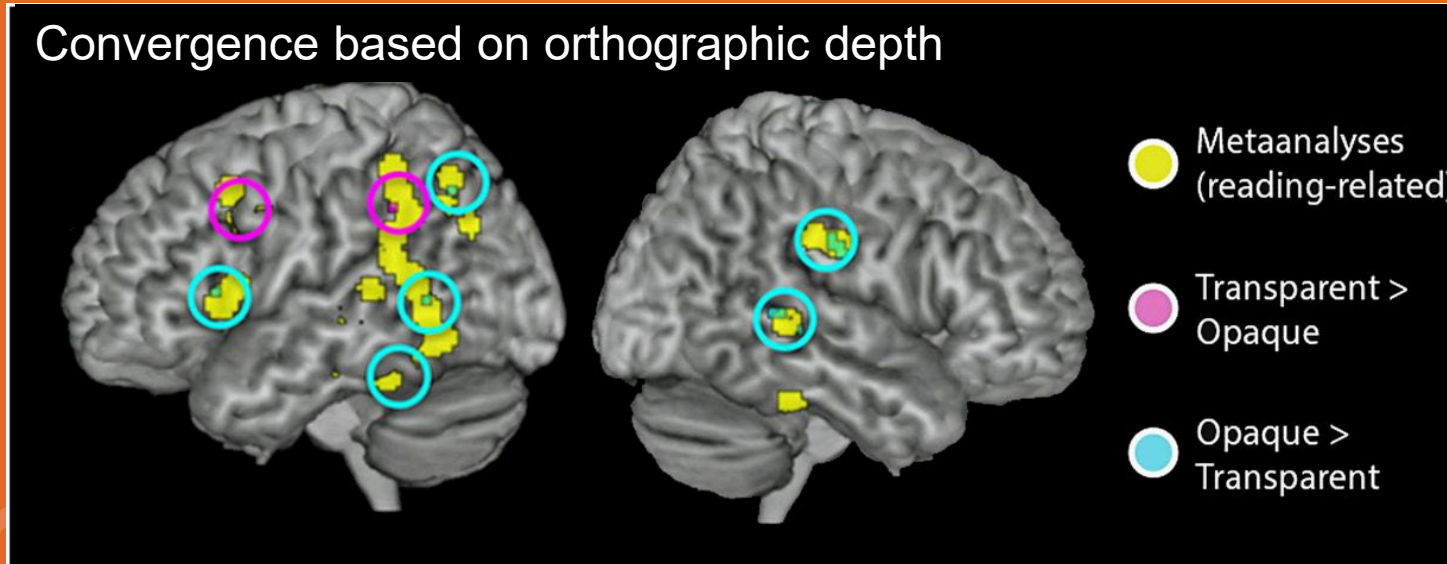 Convergence based on orthographic depth
Metaanalyses
(reading-related)
Transparent >
Opaque
Opaque >
Transparent